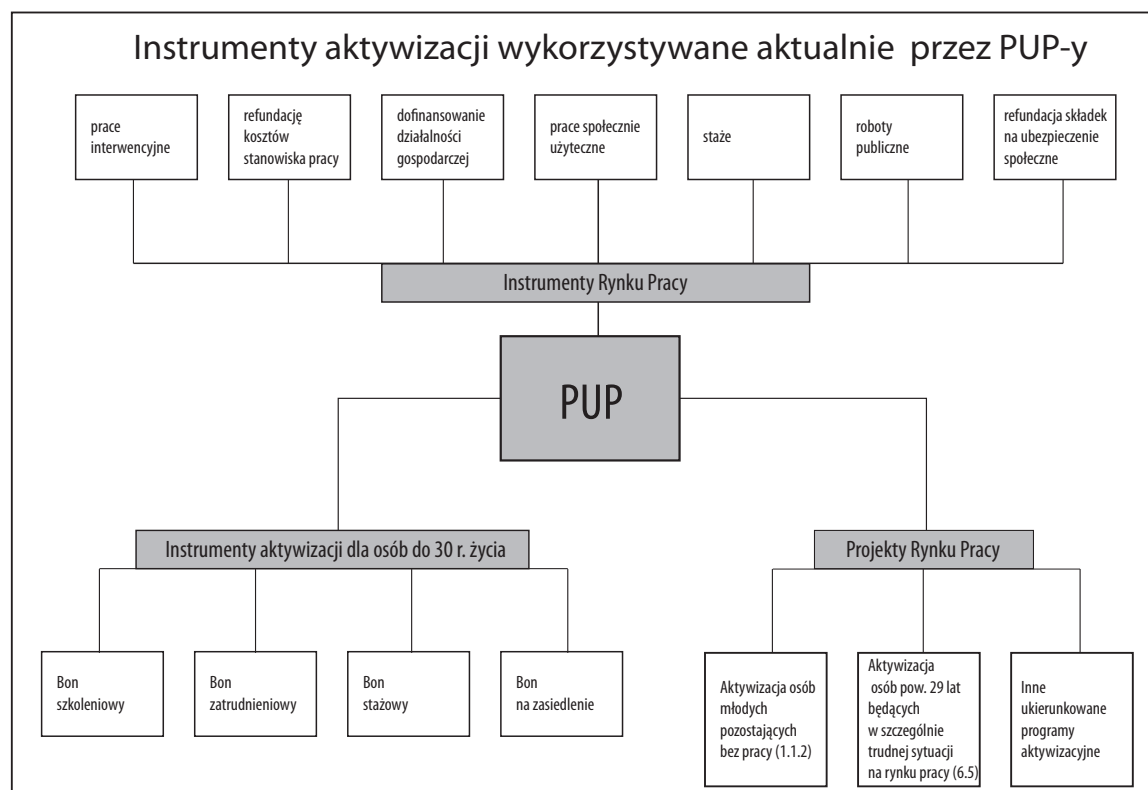 Instrumenty aktywizacji wykorzystywane aktualnie przez PUP-y
prace
interwencyjne
refundację
kosztów
stanowiska pracy
dofinansowanie
działalności
gospodarczej
prace społecznie
użyteczne
staże
roboty
publiczne
refundacja składek
na ubezpieczenie
społeczne
Instrumenty Rynku Pracy
PUP
Instrumenty aktywizacji dla osób do 30 r. życia
Projekty Rynku Pracy
Bon
szkoleniowy
Bon
zatrudnieniowy
Bon
stażowy
Bon
na zasiedlenie
Aktywizacja osób
młodych
pozostających
bez pracy (1.1.2)
Aktywizacja
osób pow. 29 lat
będących
w szczególnie
trudnej sytuacji
na rynku pracy (6.5)
Inne
ukierunkowane
programy
aktywizacyjne